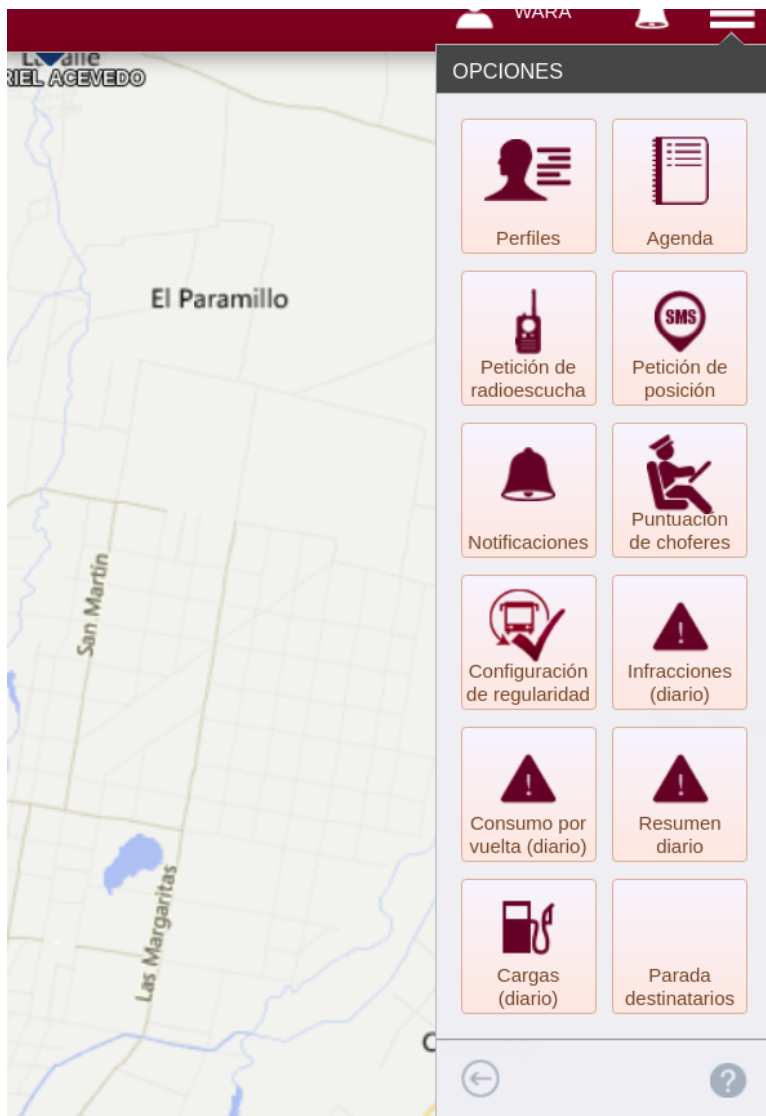 WARA
RIEL ACEVEDO
OPCIONES
Perfiles
Agenda
El Paramillo
SMS
Petición de
radioescucha
Petición de
posición
Notificaciones
Puntuación
de choferes
San Martín
Configuración
de regularidad
!
Infracciones
(diario)
!
Consumo por
vuelta (diario)
!
Resumen
diario
Las Margaritas
Cargas
(diario)
Parada
destinatarios
?